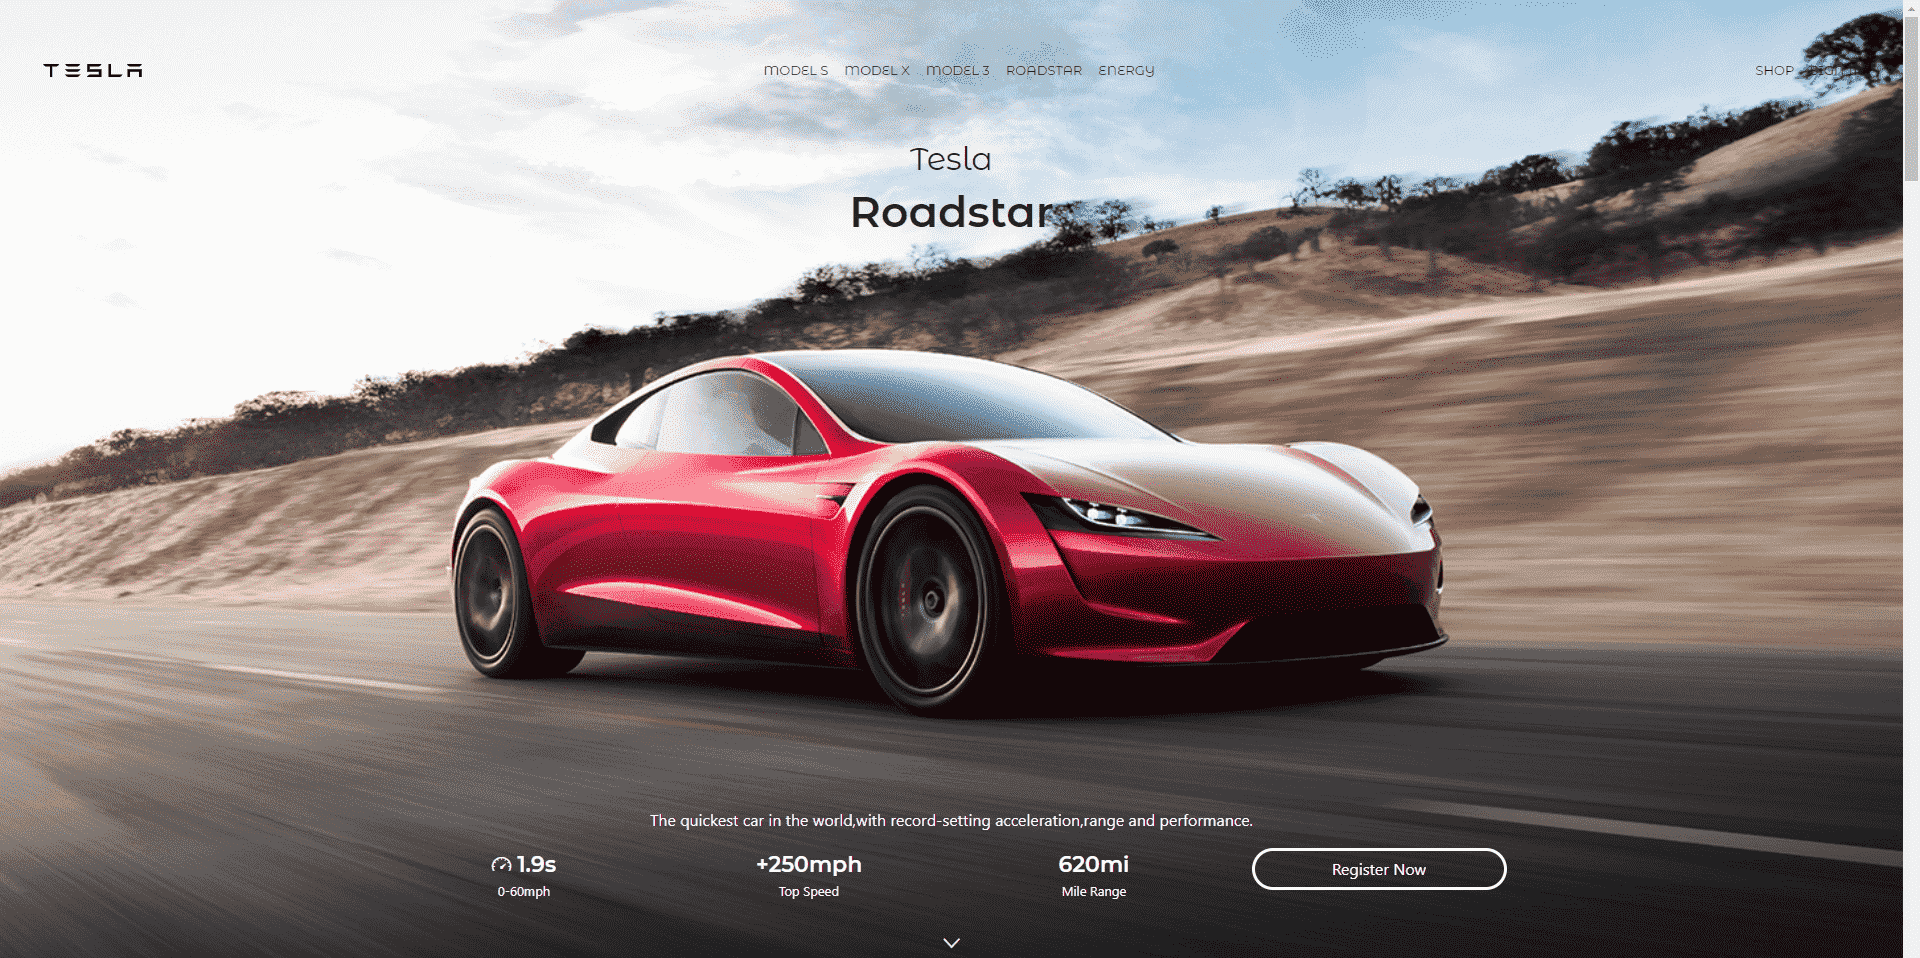 TESLA
MODEL S MODEL X MODEL 3 ROADSTAR ENERGY
SHOP
Tesla
Roadstar
The quickest car in the world,with record-setting acceleration,range and performance.
1.9s
0-60mph
+250mph
Top Speed
620mi
Mile Range
Register Now